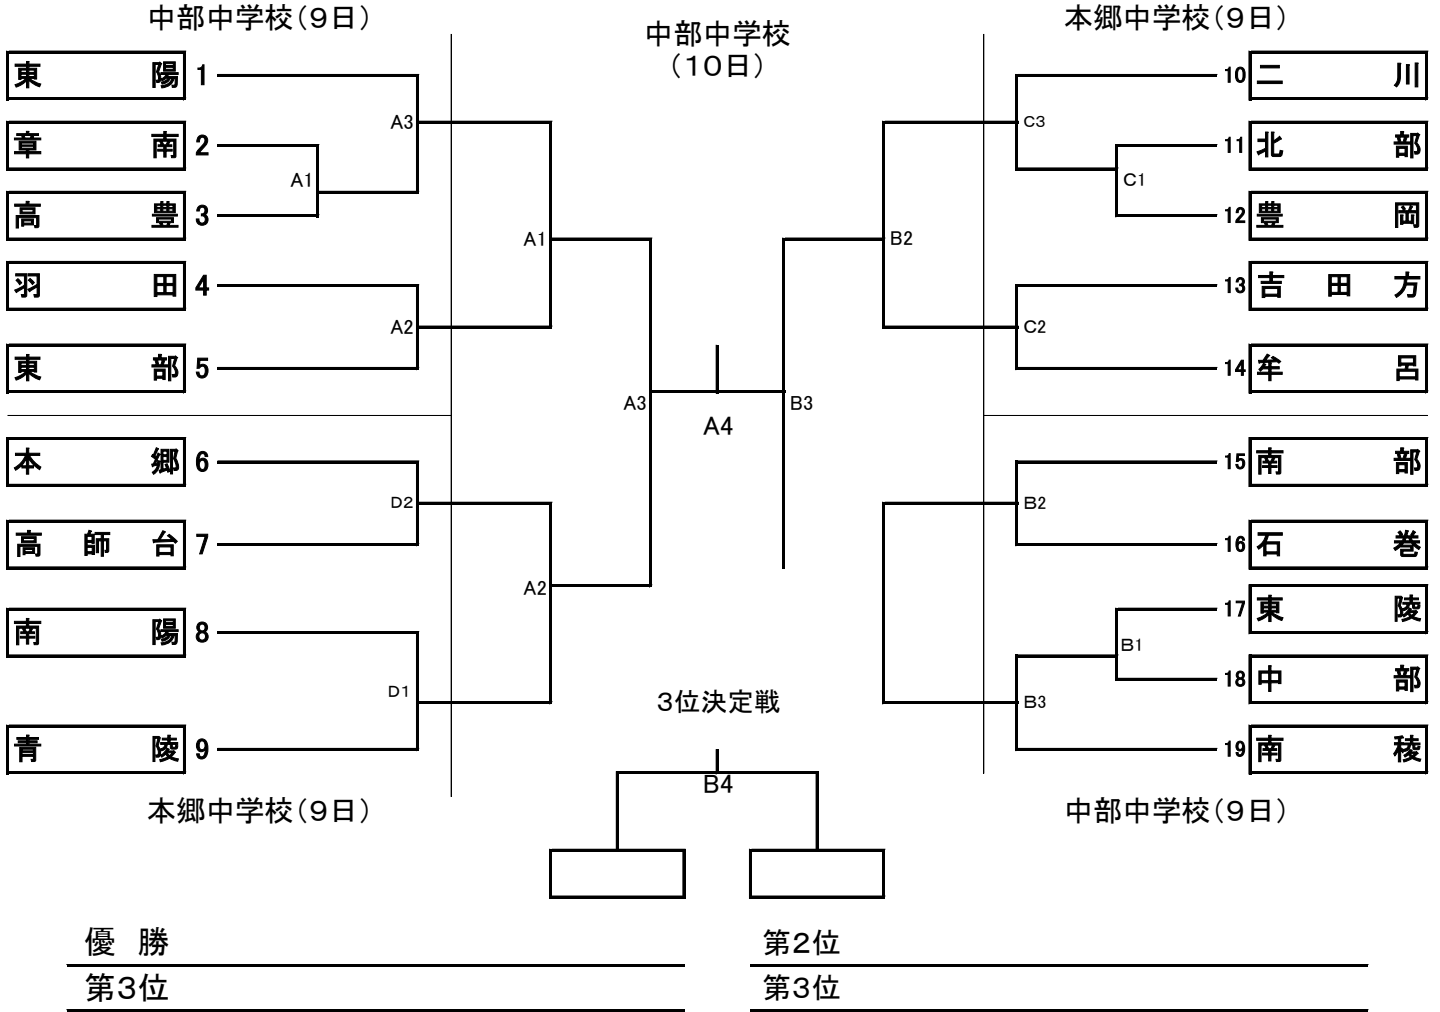 中部中学校（９日）
中部中学校
（１０日）
本郷中学校（９日）
東陽 1
章南 2
高豊 3
羽田 4
東部 5
本郷 6
高師台 7
南陽 8
青陵 9
A3
A1
A2
D2
D1
A1
A2
A3
A4
B3
B2
C3
C1
C2
B2
B1
B3
10 二川
11 北部
12 豊岡
13 吉田方
14 牟呂
15 南部
16 石巻
17 東陵
18 中部
19 南稜
３位決定戦
B4
本郷中学校（９日）
中部中学校（９日）
優　勝
第２位
第３位
第３位